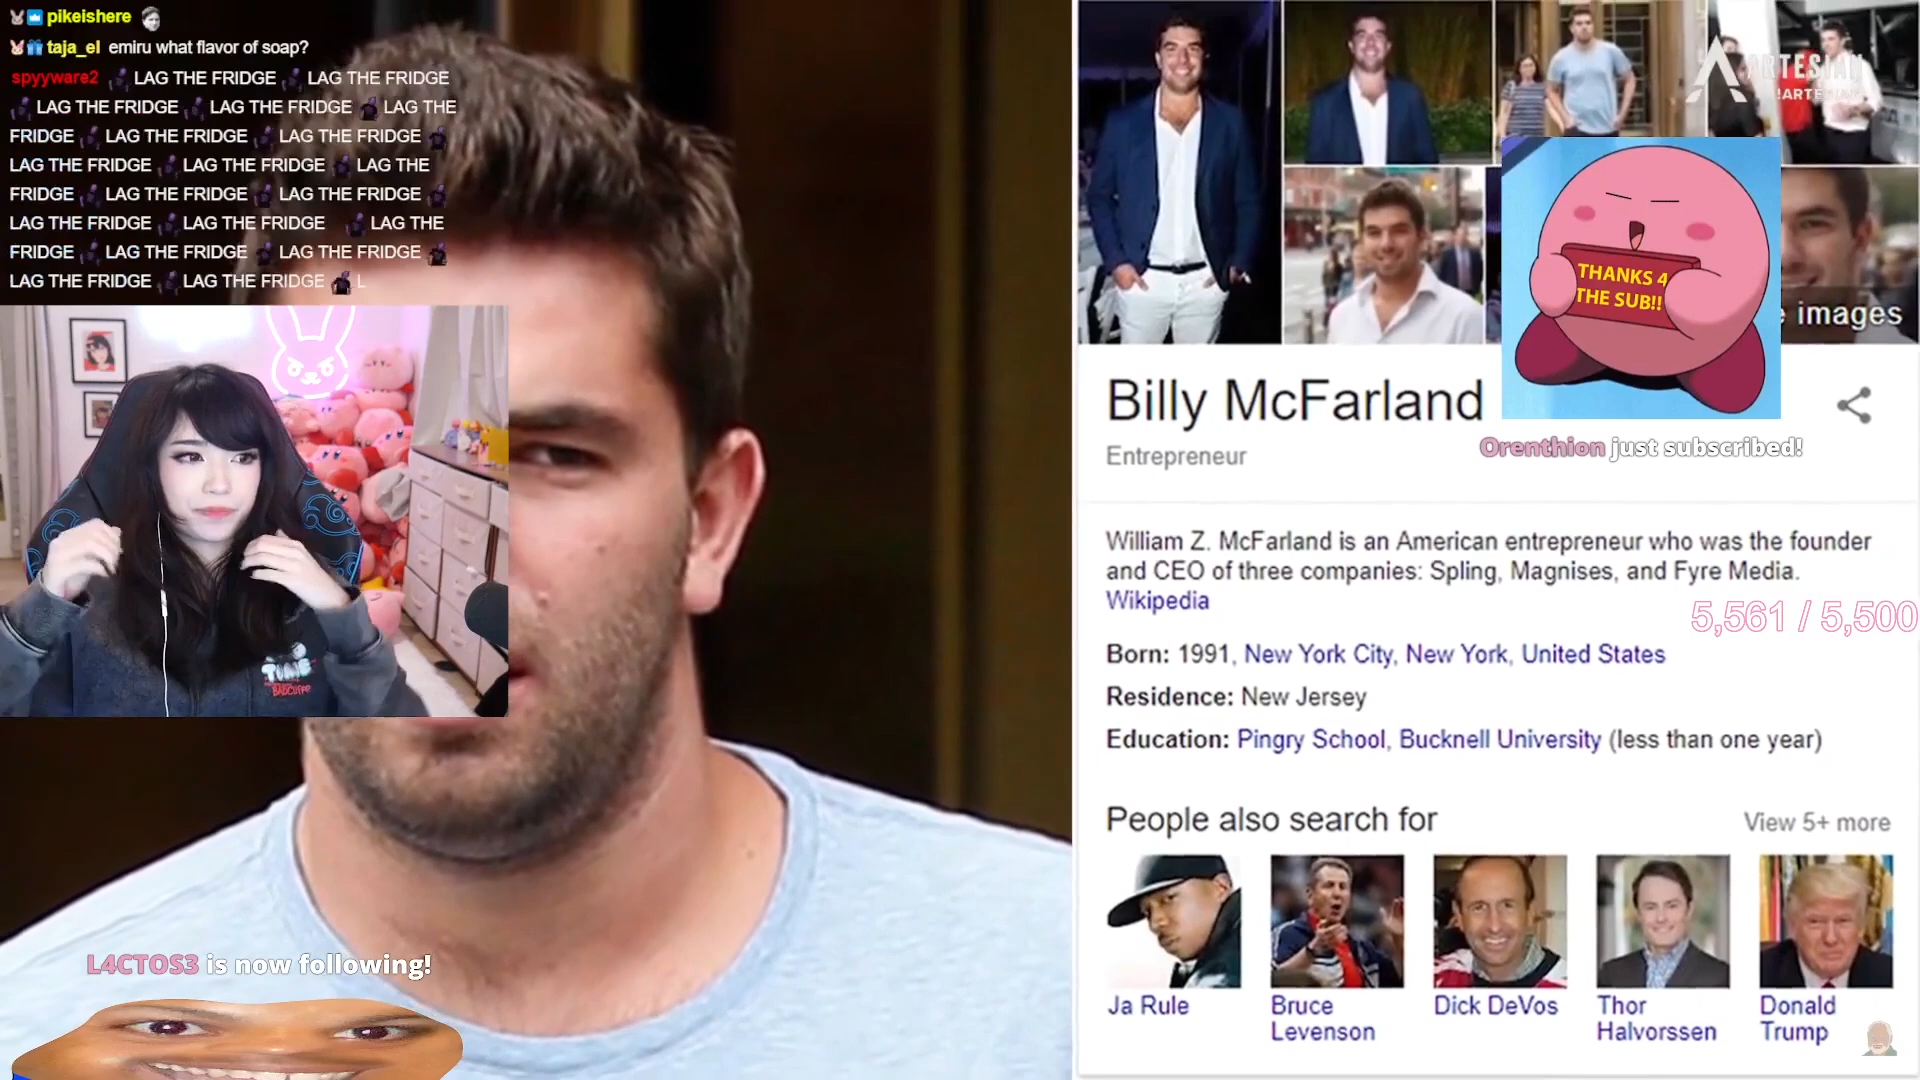 pikeishere
taja_el emiru what flavor of soap?
spyyware2 LAG THE FRIDGE LAG THE FRIDGE
LAG THE FRIDGE LAG THE FRIDGE LAG THE
FRIDGE LAG THE FRIDGE LAG THE FRIDGE
LAG THE FRIDGE LAG THE FRIDGE LAG THE
FRIDGE LAG THE FRIDGE LAG THE FRIDGE
LAG THE FRIDGE LAG THE FRIDGE LAG THE
FRIDGE LAG THE FRIDGE LAG THE FRIDGE
LAG THE FRIDGE LAG THE FRIDGE L
L4CTOS3 is now following!
ARTESIAN
THANKS 4
THE SUB!!
images
Billy McFarland
Entrepreneur
Orenthion just subscribed!
William Z. McFarland is an American entrepreneur who was the founder
and CEO of three companies: Spling, Magnises, and Fyre Media.
Wikipedia
5,561 / 5,500
Born: 1991, New York City, New York, United States
Residence: New Jersey
Education: Pingry School, Bucknell University (less than one year)
People also search for
View 5+ more
Ja Rule
Bruce
Levenson
Dick DeVos
Thor
Halvorssen
Donald
Trump